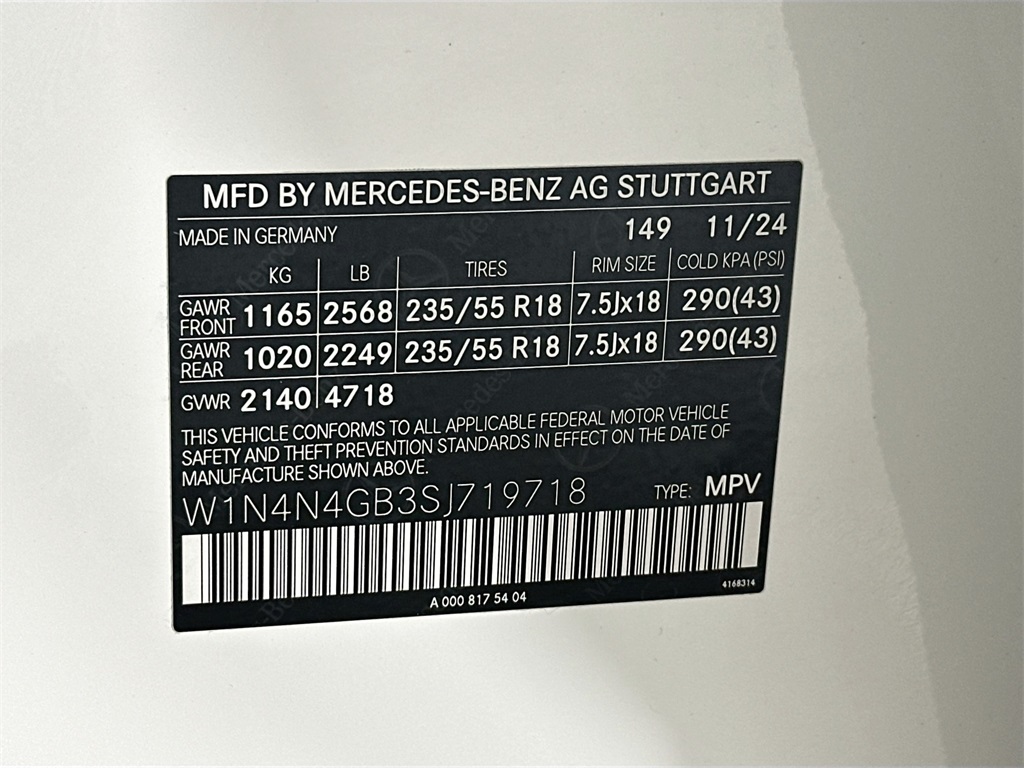 MFD BY MERCEDES-BENZ AG STUTTGART
MADE IN GERMANY 149 11/24
KG LB TIRES RIM SIZE COLD KPA (PSI)
GAWR FRONT 1165 2568 235/55 R18 7.5Jx18 290(43)
GAWR REAR 1020 2249 235/55 R18 7.5Jx18 290(43)
GVWR 2140 4718
THIS VEHICLE CONFORMS TO ALL APPLICABLE FEDERAL MOTOR VEHICLE
SAFETY AND THEFT PREVENTION STANDARDS IN EFFECT ON THE DATE OF
MANUFACTURE SHOWN ABOVE.
W1N4N4GB3SJ719718 TYPE: MPV
4168314
A 000 817 54 04